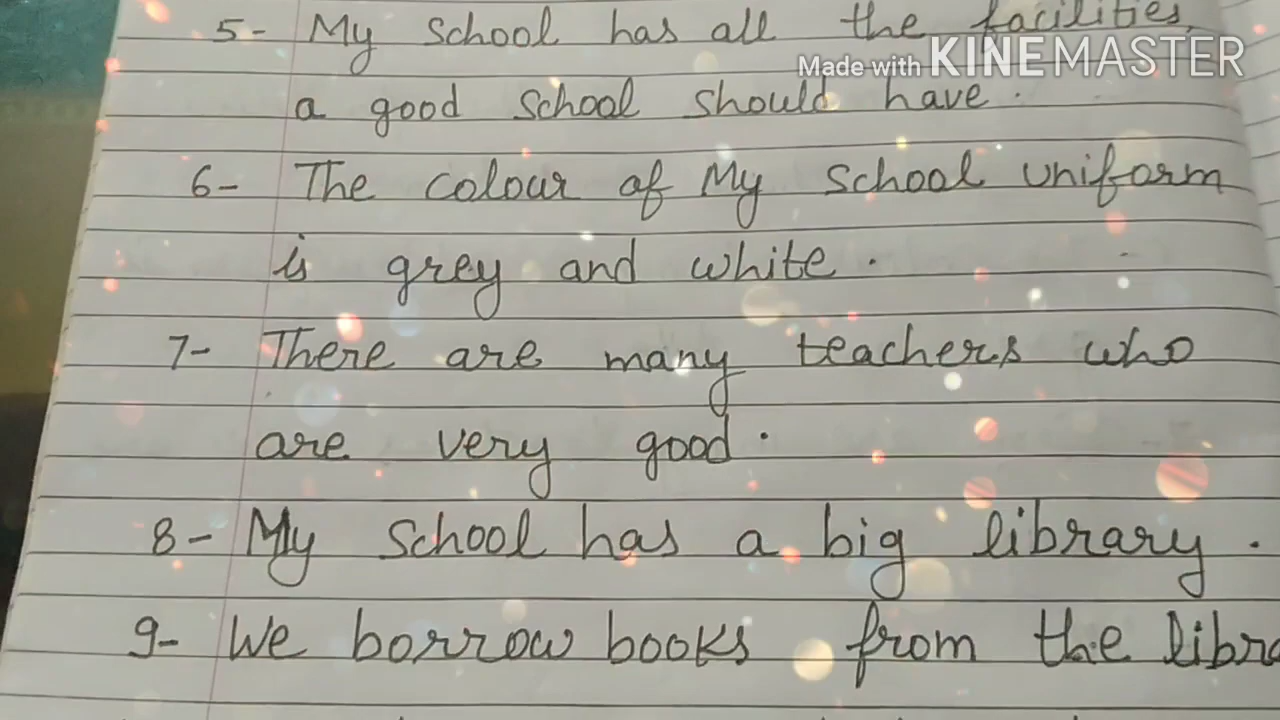 5- My school has all the facilities,
Made with KINEMASTER
a good school should have.
6- The colour of My school uniform
is grey and white.
7- There are many teachers who
are very good.
8- My school has a big library.
9- We borrow books from the libra